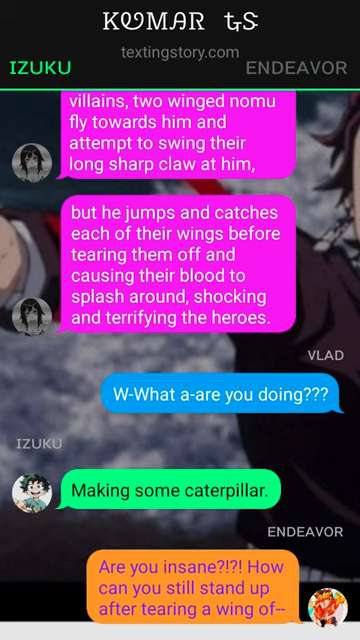 KUMAR TS
textingstory.com
IZUKU
ENDEAVOR
villains, two winged nomu
fly towards him and
attempt to swing their
long sharp claw at him,
but he jumps and catches
each of their wings before
tearing them off and
causing their blood to
splash around, shocking
and terrifying the heroes.
VLAD
W-What a-are you doing???
IZUKU
Making some caterpillar.
ENDEAVOR
Are you insane?!?! How
can you still stand up
after tearing a wing of--